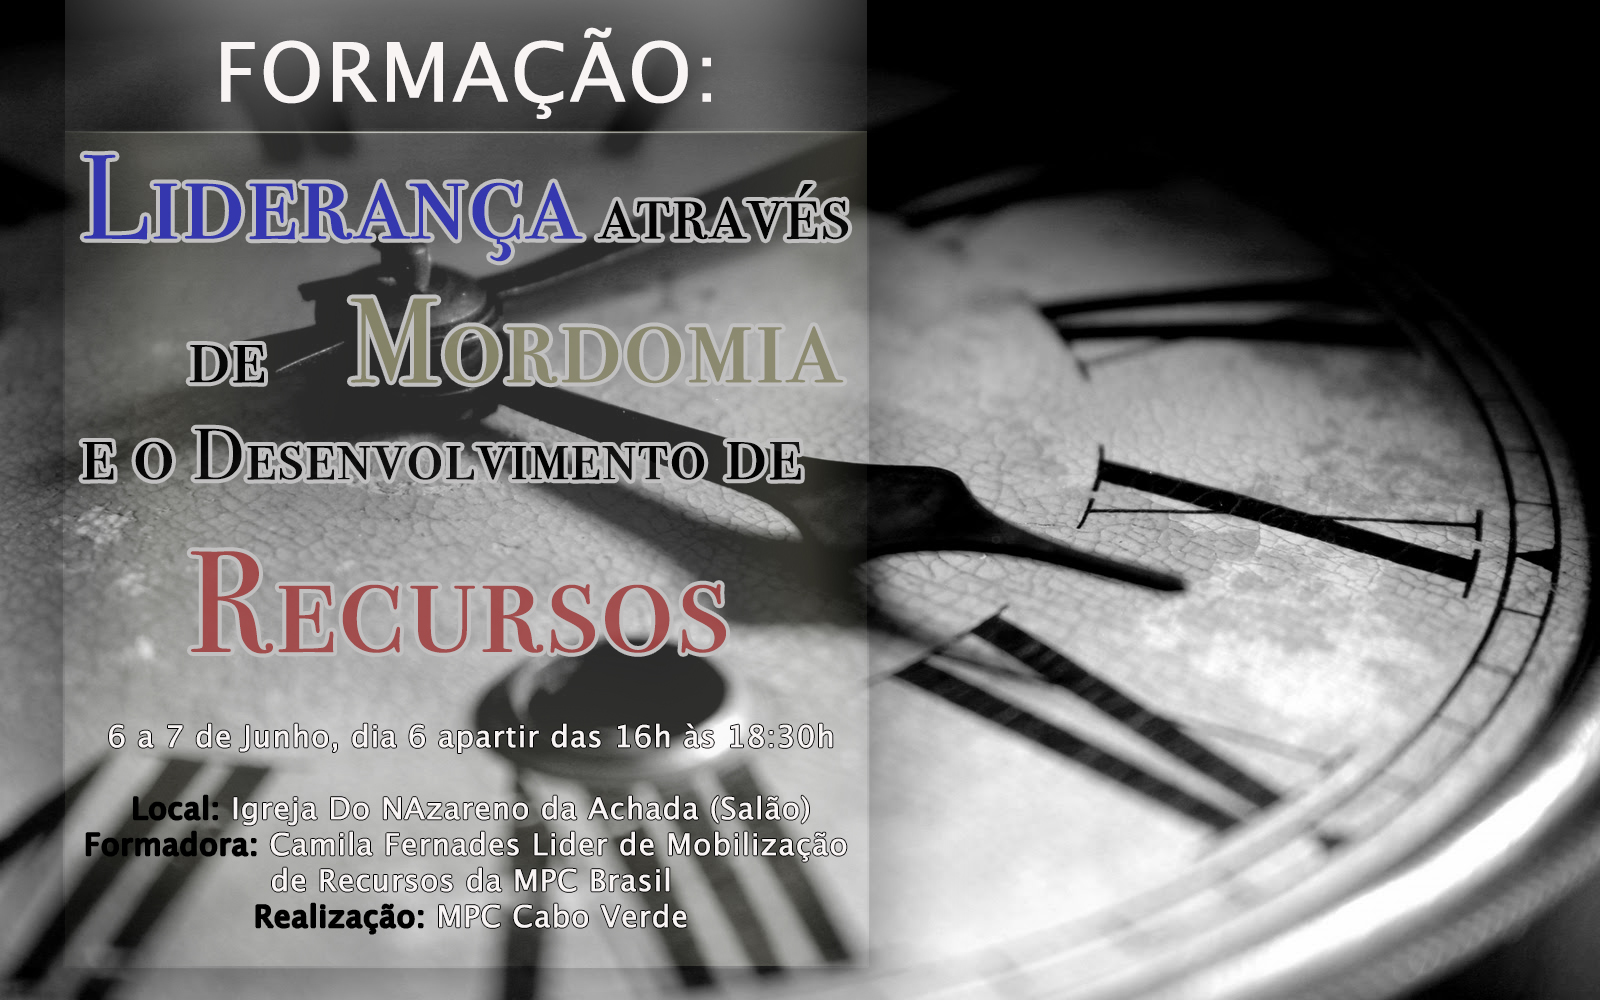 FORMAÇÃO:
LIDERANÇA ATRAVÉS
DE MORDOMIA
E O DESENVOLVIMENTO DE
RECURSOS
6 a 7 de Junho, dia 6 apartir das 16h às 18:30h
Local: Igreja Do NAzareno da Achada (Salão)
Formadora: Camila Fernades Lider de Mobilização
de Recursos da MPC Brasil
Realização: MPC Cabo Verde